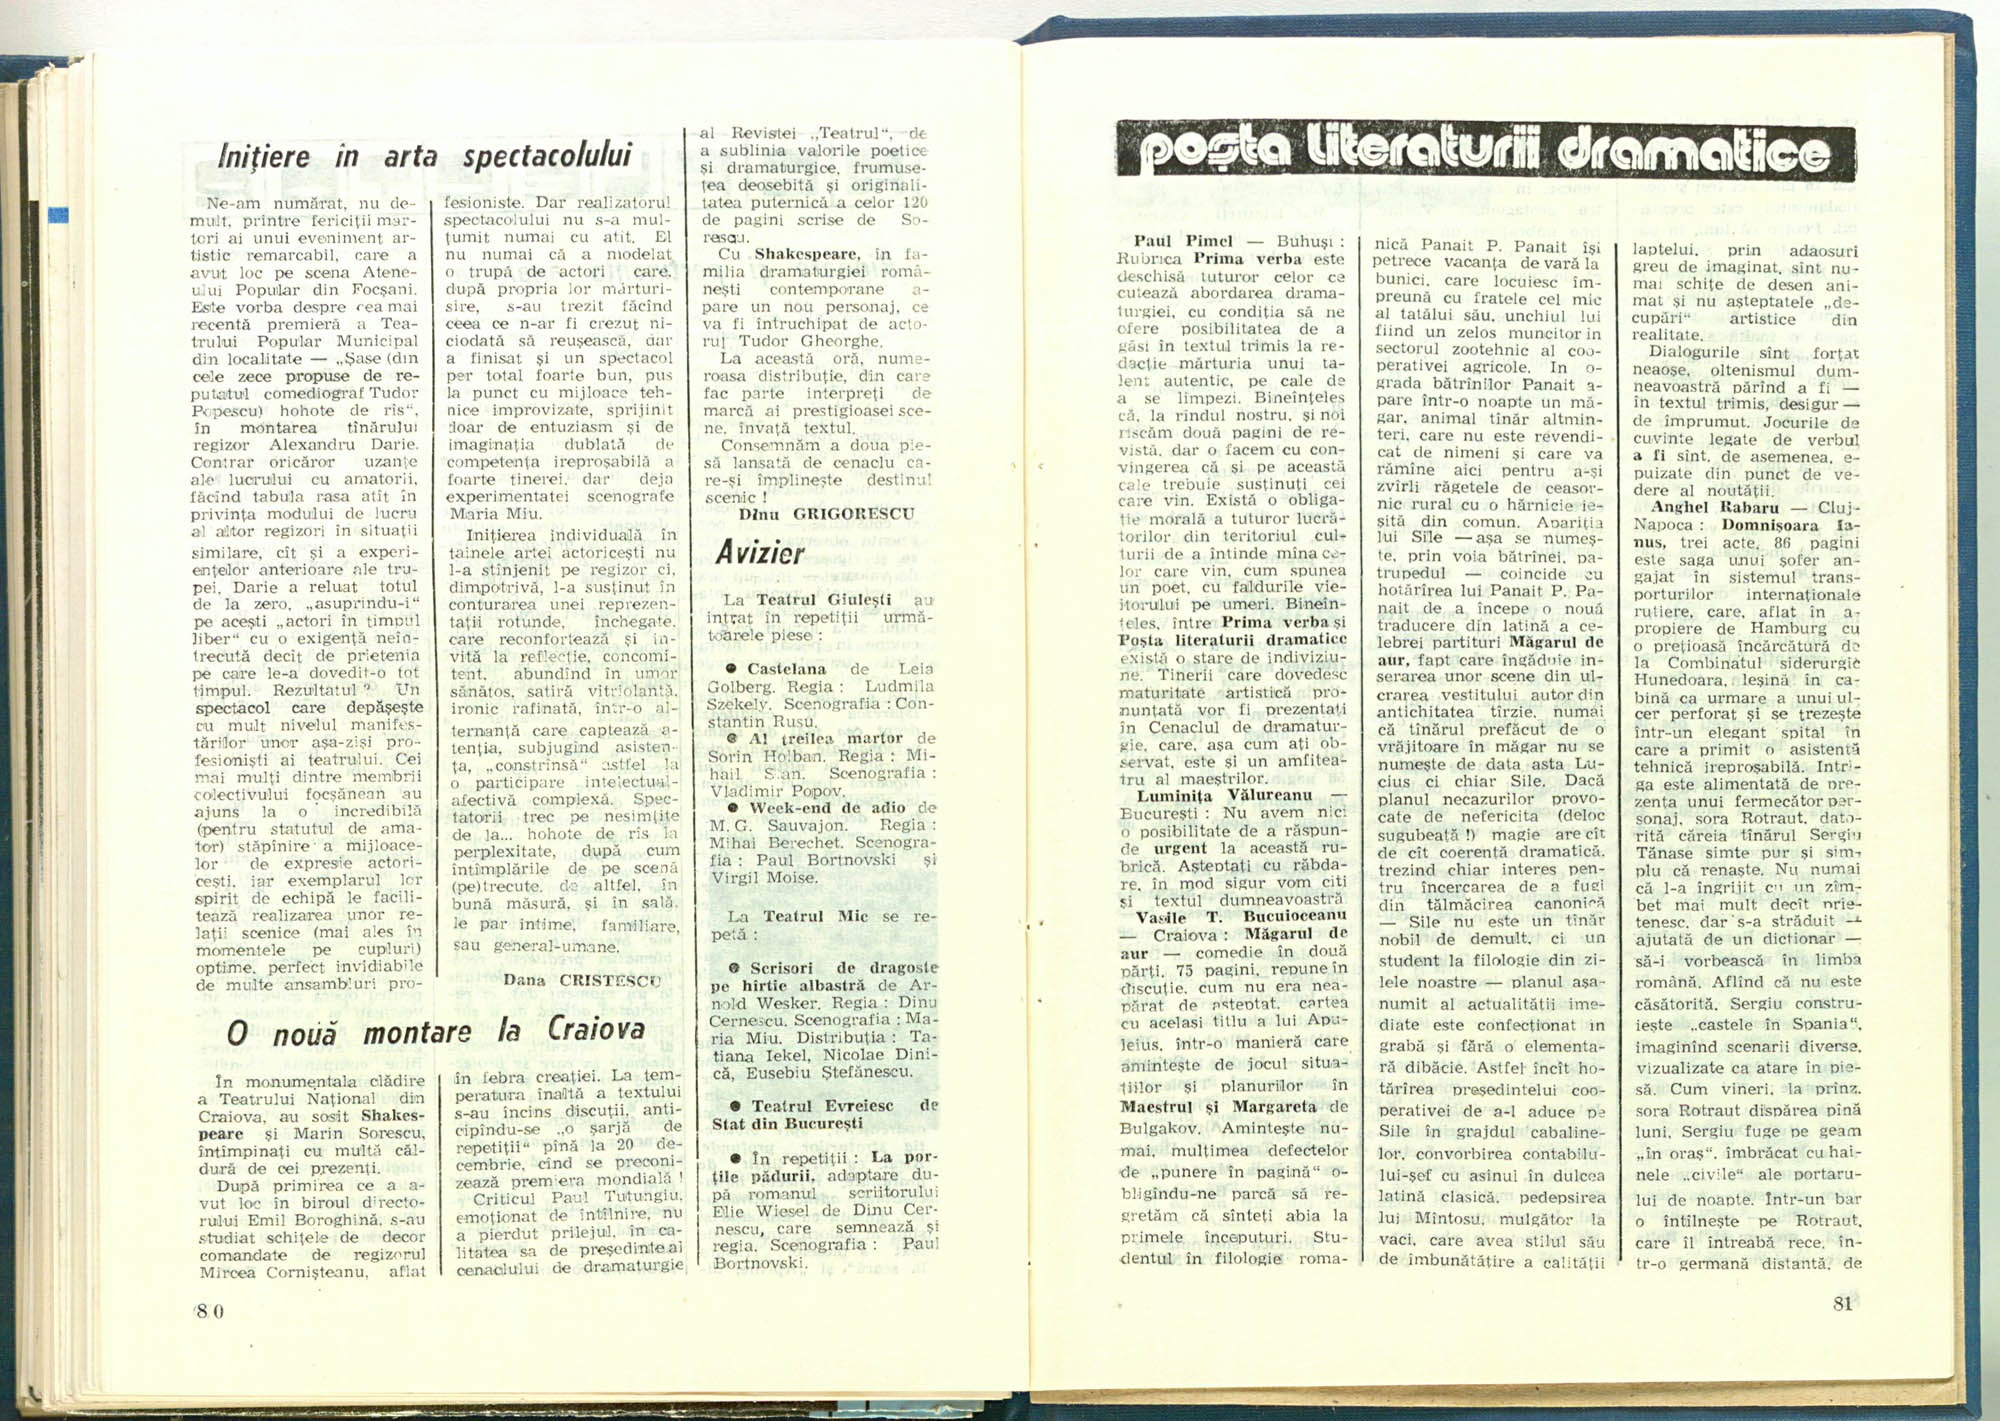 Inițiere în arta spectacolului
Ne-am numărat, nu de-
mult, printre fericiții mar-
tori ai unui eveniment ar-
tistic remarcabil, care a
avut loc pe scena Atene-
ului Popular din Focșani.
Este vorba despre cea mai
recentă premieră a Tea-
trului Popular Municipal
din localitate — „Șase (din
cele zece propuse de re-
putatul comediograf Tudor
Popescu) hohote de rîs“,
în montarea tînărului
regizor Alexandru Darie.
Contrar oricăror uzanțe
ale lucrului cu amatorii,
făcînd tabula rasa atît în
privința modului de lucru
al altor regizori în situații
similare, cît și a experi-
ențelor anterioare ale tru-
pei, Darie a reluat totul
de la zero, „asuprindu-i“
pe acești „actori în timpul
liber“ cu o exigență neîn-
trecută decît de prietenia
pe care le-a dovedit-o tot
timpul. Rezultatul ? Un
spectacol care depășește
cu mult nivelul manifes-
tărilor unor așa-ziși pro-
fesioniști ai teatrului. Cei
mai mulți dintre membrii
colectivului focșănean au
ajuns la o incredibilă
(pentru statutul de ama-
tor) stăpînire a mijloace-
lor de expresie actori-
cești, iar exemplarul lor
spirit de echipă le facili-
tează realizarea unor re-
lații scenice (mai ales în
momentele pe cupluri)
optime, perfect invidiabile
de multe ansambluri pro-
fesioniste. Dar realizatorul
spectacolului nu s-a mul-
țumit numai cu atît. El
nu numai că a modelat
o trupă de actori care,
după propria lor mărturi-
sire, s-au trezit făcînd
ceea ce n-ar fi crezut ni-
ciodată să reușească, dar
a finisat și un spectacol
per total foarte bun, pus
la punct cu mijloace teh-
nice improvizate, sprijinit
doar de entuziasm și de
imaginația dublată de
competența ireproșabilă a
foarte tinerei, dar deja
experimentatei scenografe
Maria Miu.
Inițierea individuală în
tainele artei actoricești nu
l-a stînjenit pe regizor ci,
dimpotrivă, l-a susținut în
conturarea unei reprezen-
tații rotunde, închegate,
care reconfortează și in-
vită la reflecție, concomi-
tent, abundînd în umor
sănătos, satiră vitriolantă,
ironic rafinată, într-o al-
ternanță care captează a-
tenția, subjugînd asisten-
ța, „constrînsă“ astfel la
o participare intelectual-
afectivă complexă. Spec-
tatorii trec pe nesimțite
de la... hohote de rîs la
perplexitate, după cum
întîmplările de pe scenă
(pe)trecute, de altfel, în
bună măsură, și în sală,
le par intime, familiare,
sau general-umane.
Dana CRISTESCU
O nouă montare la Craiova
În monumentala clădire
a Teatrului Național din
Craiova, au sosit Shakes-
peare și Marin Sorescu,
întîmpinați cu multă căl-
dură de cei prezenți.
După primirea ce a a-
vut loc în biroul directo-
rului Emil Boroghină, s-au
studiat schițele de decor
comandate de regizorul
Mircea Cornișteanu, aflat
în febra creației. La tem-
peratura înaltă a textului
s-au încins discuții, anti-
cipîndu-se „o șarjă de
repetiții“ pînă la 20 de-
cembrie, cînd se preconi-
zează premiera mondială !
Criticul Paul Tutungiu,
emoționat de întîlnire, nu
a pierdut prilejul, în ca-
litatea sa de președinte ai
cenaclului de dramaturgie
al Revistei „Teatrul“, de
a sublinia valorile poetice
și dramaturgice, frumuse-
țea deosebită și originali-
tatea puternică a celor 120
de pagini scrise de So-
rescu.
Cu Shakespeare, în fa-
milia dramaturgiei româ-
nești contemporane a-
pare un nou personaj, ce
va fi întruchipat de acto-
rul Tudor Gheorghe.
La această oră, nume-
roasa distribuție, din care
fac parte interpreți de
marcă ai prestigioasei sce-
ne, învață textul.
Consemnăm a doua pie-
să lansată de cenaclu ca-
re-și împlinește destinul
scenic !
Dinu GRIGORESCU
Avizier
La Teatrul Giulești au
intrat în repetiții urmă-
toarele piese :
● Castelana de Leia
Golberg. Regia : Ludmila
Szekely. Scenografia : Con-
stantin Rusu.
● Al treilea martor de
Sorin Holban. Regia : Mi-
hail Scenografia :
Vladimir Popov.
● Week-end de adio de
M. G. Sauvajon. Regia :
Mihai Berechet. Scenogra-
fia : Paul Bortnovski și
Virgil Moise.
La Teatrul Mic se re-
petă :
● Scrisori de dragoste
pe hîrtie albastră de Ar-
nold Wesker. Regia : Dinu
Cernescu. Scenografia : Ma-
ria Miu. Distribuția : Ta-
tiana Iekel, Nicolae Dini-
că, Eusebiu Ștefănescu.
● Teatrul Evreiesc de
Stat din București
● În repetiții : La por-
țile pădurii, adaptare du-
pă romanul scriitorului
Elie Wiesel de Dinu Cer-
nescu, care semnează și
regia. Scenografia : Paul
Bortnovski.
80
poșta literaturii dramatice
Paul Pimel — Buhuși :
Rubrica Prima verba este
deschisă tuturor celor ce
cutează abordarea drama-
turgiei, cu condiția să ne
ofere posibilitatea de a
găsi în textul trimis la re-
dacție mărturia unui ta-
lent autentic, pe cale de
a se limpezi. Bineînțeles
că, la rîndul nostru, și noi
riscăm două pagini de re-
vistă, dar o facem cu con-
vingerea că și pe această
cale trebuie susținuți cei
care vin. Există o obliga-
ție morală a tuturor lucră-
torilor din teritoriul cul-
turii de a întinde mîna ce-
lor care vin, cum spunea
un poet, cu faldurile vie-
itorului pe umeri. Bineîn-
țeles, între Prima verba și
Poșta literaturii dramatice
există o stare de indiviziu-
ne. Tinerii care dovedesc
maturitate artistică pro-
nunțată vor fi prezentați
în Cenaclul de dramatur-
gie, care, așa cum ați ob-
servat, este și un amfitea-
tru al maeștrilor.
Luminița Vălureanu —
București : Nu avem nici
o posibilitate de a răspun-
de urgent la această ru-
brică. Așteptați cu răbda-
re, în mod sigur vom citi
și textul dumneavoastră
Vasile T. Bucuioceanu
— Craiova : Măgarul de
aur — comedie în două
părți, 75 pagini, repune în
discuție, cum nu era nea-
părat de așteptat, cartea
cu același titlu a lui Apu-
leius, într-o manieră care
amintește de jocul situa-
țiilor și planurilor în
Maestrul și Margareta de
Bulgakov. Amintește nu-
mai, mulțimea defectelor
de „punere în pagină“ o-
bligîndu-ne parcă să re-
gretăm că sînteți abia la
primele începuturi. Stu-
dentul în filologie roma-
nică Panait P. Panait își
petrece vacanța de vară la
bunici, care locuiesc îm-
preună cu fratele cel mic
al tatălui său, unchiul lui
fiind un zelos muncitor în
sectorul zootehnic al coo-
perativei agricole. In o-
grada bătrînilor Panait a-
pare într-o noapte un mă-
gar, animal tînăr altmin-
teri, care nu este revendi-
cat de nimeni și care va
rămîne aici pentru a-și
zvîrli răgetele de ceasor-
nic rural cu o hărnicie ie-
șită din comun. Apariția
lui Sile — așa se numeș-
te, prin voia bătrînei, pa-
trupedul — coincide cu
hotărîrea lui Panait P. Pa-
nait de a începe o nouă
traducere din latină a ce-
lebrei partituri Măgarul de
aur, fapt care îngăduie in-
serarea unor scene din ul-
crarea vestitului autor din
antichitatea tîrzie, numai
că tînărul prefăcut de o
vrăjitoare în măgar nu se
numește de data asta Lu-
cius ci chiar Sile. Dacă
planul necazurilor provo-
cate de nefericita (deloc
sugubeață !) magie are cît
de cît coerență dramatică,
trezind chiar interes pen-
tru încercarea de a fugi
din tălmăcirea canonică
— Sile nu este un tînăr
nobil de demult, ci un
student la filologie din zi-
lele noastre — planul așa-
numit al actualității ime-
diate este confecționat în
grabă și fără o elementa-
ră dibăcie. Astfel încît ho-
tărîrea președintelui coo-
perativei de a-l aduce pe
Sile în grajdul cabaline-
lor, convorbirea contabilu-
lui-șef cu asinul în dulcea
latină clasică, pedepsirea
lui Mintosu, mulgător la
vaci, care avea stilul său
de îmbunătățire a calității
laptelui, prin adaosuri
greu de imaginat, sînt nu-
mai schițe de desen ani-
mat și nu așteptatele „de-
cupări“ artistice din
realitate.
Dialogurile sînt forțat
neaoșe, oltenismul dum-
neavoastră părînd a fi —
în textul trimis, desigur —
de împrumut. Jocurile de
cuvinte legate de verbul
a fi sînt, de asemenea, e-
puizate din punct de ve-
dere al noutății.
Anghel Rabaru — Cluj-
Napoca : Domnișoara Ia-
nus, trei acte, 86 pagini
este saga unui șofer an-
gajat în sistemul trans-
porturilor internaționale
rutiere, care, aflat în a-
propiere de Hamburg cu
o prețioasă încărcătură de
la Combinatul siderurgic
Hunedoara, leșină în ca-
bină ca urmare a unui ul-
cer perforat și se trezește
într-un elegant spital în
care a primit o asistență
tehnică ireproșabilă. Intri-
ga este alimentată de pre-
zența unui fermecător per-
sonaj, sora Rotraut, dato-
rită căreia tînărul Sergiu
Tănase simte pur și sim-
plu că renaște. Nu numai
că l-a îngrijit cu un zîm-
bet mai mult decît prie-
tenesc, dar s-a străduit —
ajutată de un dicționar —
să-i vorbească în limba
română. Aflînd că nu este
căsătorită, Sergiu constru-
iește „castele în Spania“,
imaginînd scenarii diverse,
vizualizate ca atare în pie-
să. Cum vineri, la prînz,
sora Rotraut dispărea pînă
luni, Sergiu fuge pe geam
„în oraș“, îmbrăcat cu hai-
nele „civile“ ale portaru-
lui de noapte. Într-un bar
o întîlnește pe Rotraut,
care îl întreabă rece, în-
tr-o germană distantă, de
81